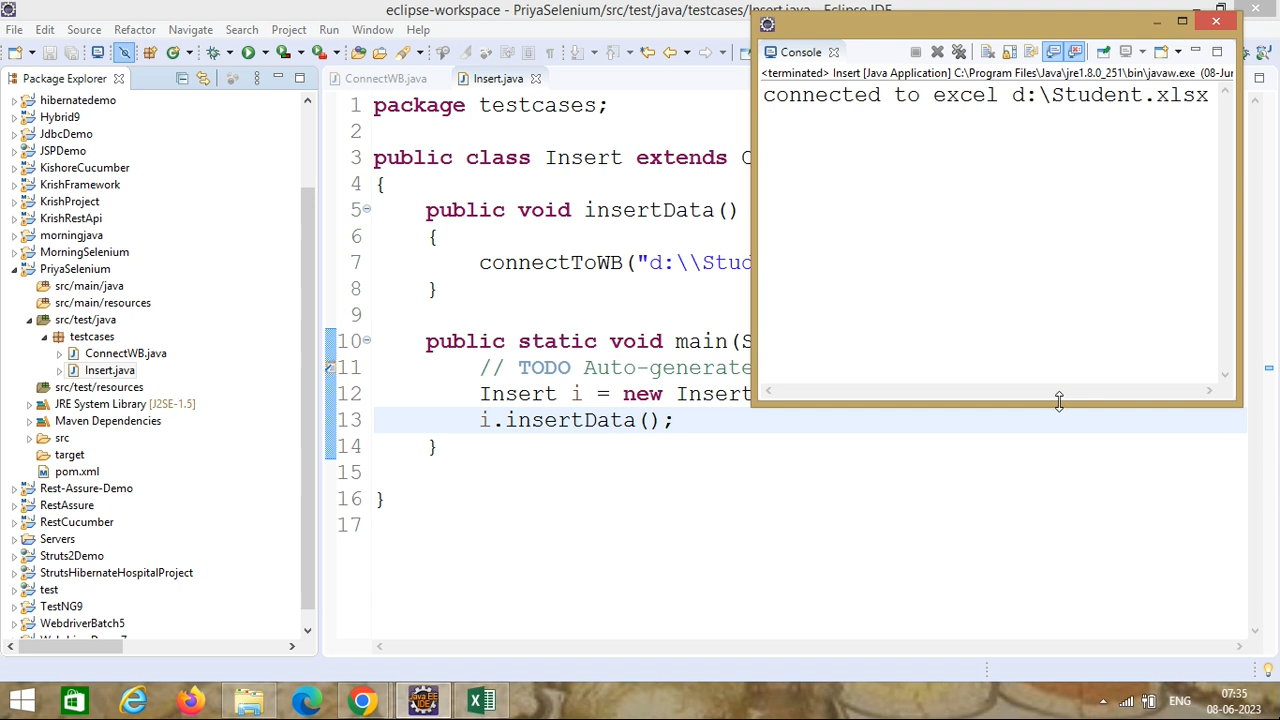 eclipse-workspace - PriyaSelenium/src/test/java/testcases/Insert.java - Eclipse IDE
File Edit Source Refactor Navigate Search Project Run Window Help
Package Explorer
hibernatedemo
Hybrid9
JdbcDemo
JSPDemo
KishoreCucumber
KrishFramework
KrishProject
KrishRestApi
morningjava
MorningSelenium
PriyaSelenium
src/main/java
src/main/resources
src/test/java
testcases
ConnectWB.java
Insert.java
src/test/resources
JRE System Library [J2SE-1.5]
Maven Dependencies
src
target
pom.xml
Rest-Assure-Demo
RestAssure
RestCucumber
Servers
Struts2Demo
StrutsHibernateHospitalProject
test
TestNG9
WebdriverBatch5
ConnectWB.java Insert.java
1 package testcases;
2
3 public class Insert extends
4 {
5 public void insertData()
6 {
7 connectToWB("d:\\Stud
8 }
9
10 public static void main(S
11 // TODO Auto-generate
12 Insert i = new Insert
13 i.insertData();
14 }
15
16 }
17
Console
<terminated> Insert [Java Application] C:\Program Files\Java\jre1.8.0_251\bin\javaw.exe (08-Jun
connected to excel d:\Student.xlsx
Java EE
IDE
ENG
07:35
08-06-2023